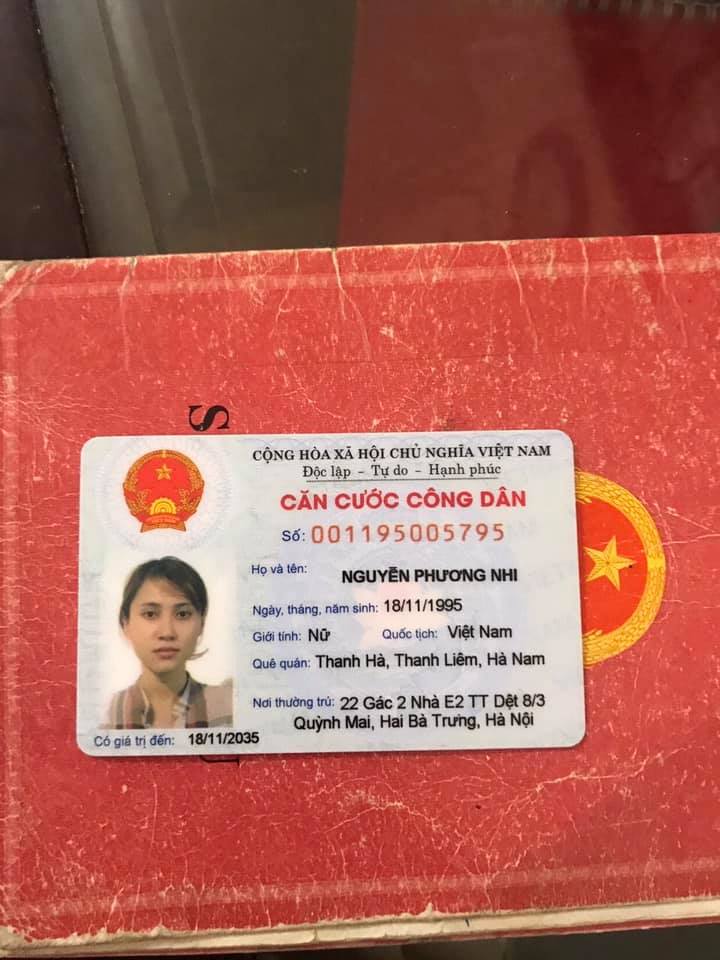 S
CỘNG HÒA XÃ HỘI CHỦ NGHĨA VIỆT NAM
Độc lập - Tự do - Hạnh phúc
CĂN CƯỚC CÔNG DÂN
Số: 001195005795
Họ và tên: NGUYỄN PHƯƠNG NHI
Ngày, tháng, năm sinh: 18/11/1995
Giới tính: Nữ Quốc tịch: Việt Nam
Quê quán: Thanh Hà, Thanh Liêm, Hà Nam
Nơi thường trú: 22 Gác 2 Nhà E2 TT Dệt 8/3
Quỳnh Mai, Hai Bà Trưng, Hà Nội
Có giá trị đến: 18/11/2035